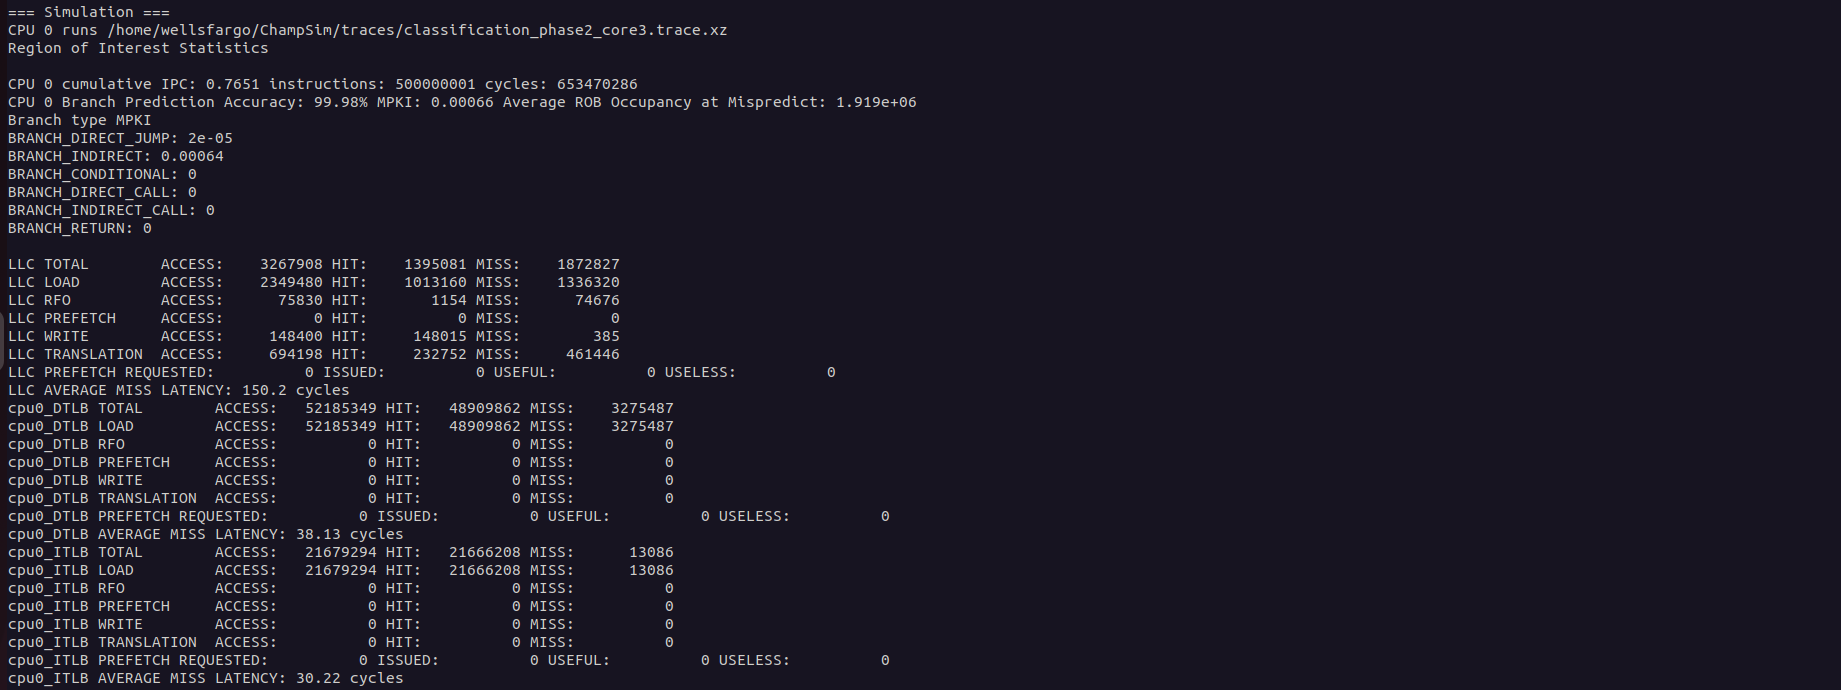 === Simulation ===
CPU 0 runs /home/wellsfargo/ChampSim/traces/classification_phase2_core3.trace.xz
Region of Interest Statistics

CPU 0 cumulative IPC: 0.7651 instructions: 500000001 cycles: 653470286
CPU 0 Branch Prediction Accuracy: 99.98% MPKI: 0.00066 Average ROB Occupancy at Mispredict: 1.919e+06
Branch type MPKI
BRANCH_DIRECT_JUMP: 2e-05
BRANCH_INDIRECT: 0.00064
BRANCH_CONDITIONAL: 0
BRANCH_DIRECT_CALL: 0
BRANCH_INDIRECT_CALL: 0
BRANCH_RETURN: 0

LLC TOTAL        ACCESS:    3267908 HIT:    1395081 MISS:    1872827
LLC LOAD         ACCESS:    2349480 HIT:    1013160 MISS:    1336320
LLC RFO          ACCESS:      75830 HIT:       1154 MISS:      74676
LLC PREFETCH     ACCESS:          0 HIT:          0 MISS:          0
LLC WRITE        ACCESS:     148400 HIT:     148015 MISS:        385
LLC TRANSLATION  ACCESS:     694198 HIT:     232752 MISS:     461446
LLC PREFETCH REQUESTED:          0 ISSUED:          0 USEFUL:          0 USELESS:          0
LLC AVERAGE MISS LATENCY: 150.2 cycles
cpu0_DTLB TOTAL        ACCESS:   52185349 HIT:   48909862 MISS:    3275487
cpu0_DTLB LOAD         ACCESS:   52185349 HIT:   48909862 MISS:    3275487
cpu0_DTLB RFO          ACCESS:          0 HIT:          0 MISS:          0
cpu0_DTLB PREFETCH     ACCESS:          0 HIT:          0 MISS:          0
cpu0_DTLB WRITE        ACCESS:          0 HIT:          0 MISS:          0
cpu0_DTLB TRANSLATION  ACCESS:          0 HIT:          0 MISS:          0
cpu0_DTLB PREFETCH REQUESTED:          0 ISSUED:          0 USEFUL:          0 USELESS:          0
cpu0_DTLB AVERAGE MISS LATENCY: 38.13 cycles
cpu0_ITLB TOTAL        ACCESS:   21679294 HIT:   21666208 MISS:      13086
cpu0_ITLB LOAD         ACCESS:   21679294 HIT:   21666208 MISS:      13086
cpu0_ITLB RFO          ACCESS:          0 HIT:          0 MISS:          0
cpu0_ITLB PREFETCH     ACCESS:          0 HIT:          0 MISS:          0
cpu0_ITLB WRITE        ACCESS:          0 HIT:          0 MISS:          0
cpu0_ITLB TRANSLATION  ACCESS:          0 HIT:          0 MISS:          0
cpu0_ITLB PREFETCH REQUESTED:          0 ISSUED:          0 USEFUL:          0 USELESS:          0
cpu0_ITLB AVERAGE MISS LATENCY: 30.22 cycles